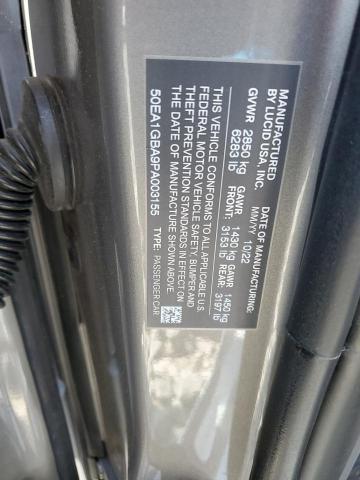 MANUFACTURED BY LUCID USA, INC.
DATE OF MANUFACTURING: MM/YY 10/22
GVWR 2850 kg 6283 lb
GAWR FRONT: 1430 kg 3153 lb
GAWR REAR: 1450 kg 3197 lb
THIS VEHICLE CONFORMS TO ALL APPLICABLE U.S.
FEDERAL MOTOR VEHICLE SAFETY, BUMPER AND
THEFT PREVENTION STANDARDS IN EFFECT ON
THE DATE OF MANUFACTURE SHOWN ABOVE.
50EA1GBA9PA003155 TYPE: PASSENGER CAR